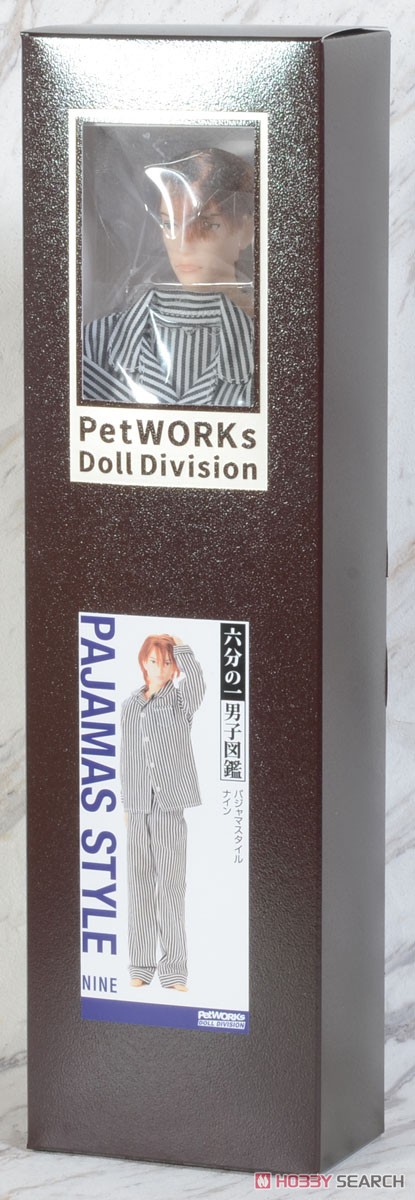 PetWORKs
Doll Division
PAJAMAS STYLE
NINE
六分の一男子図鑑
パジャマスタイル
ナイン
PetWORKs
DOLL DIVISION
HOBBY SEARCH